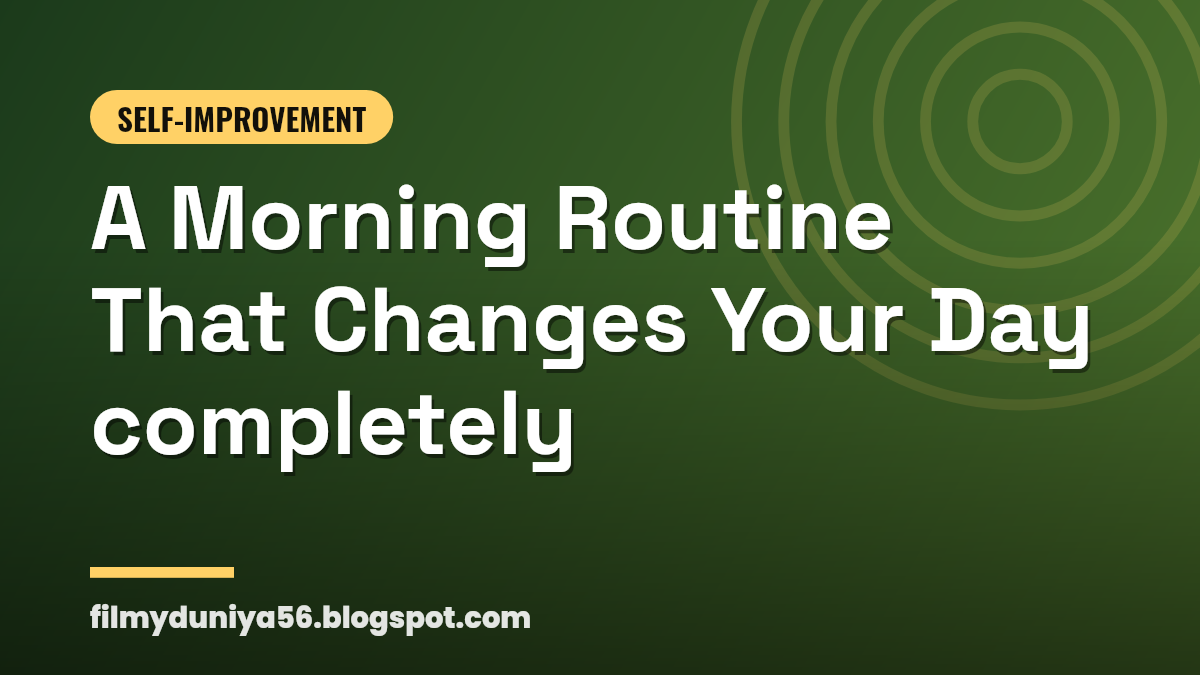 SELF-IMPROVEMENT
A Morning Routine
That Changes Your Day
completely
filmyduniya56.blogspot.com